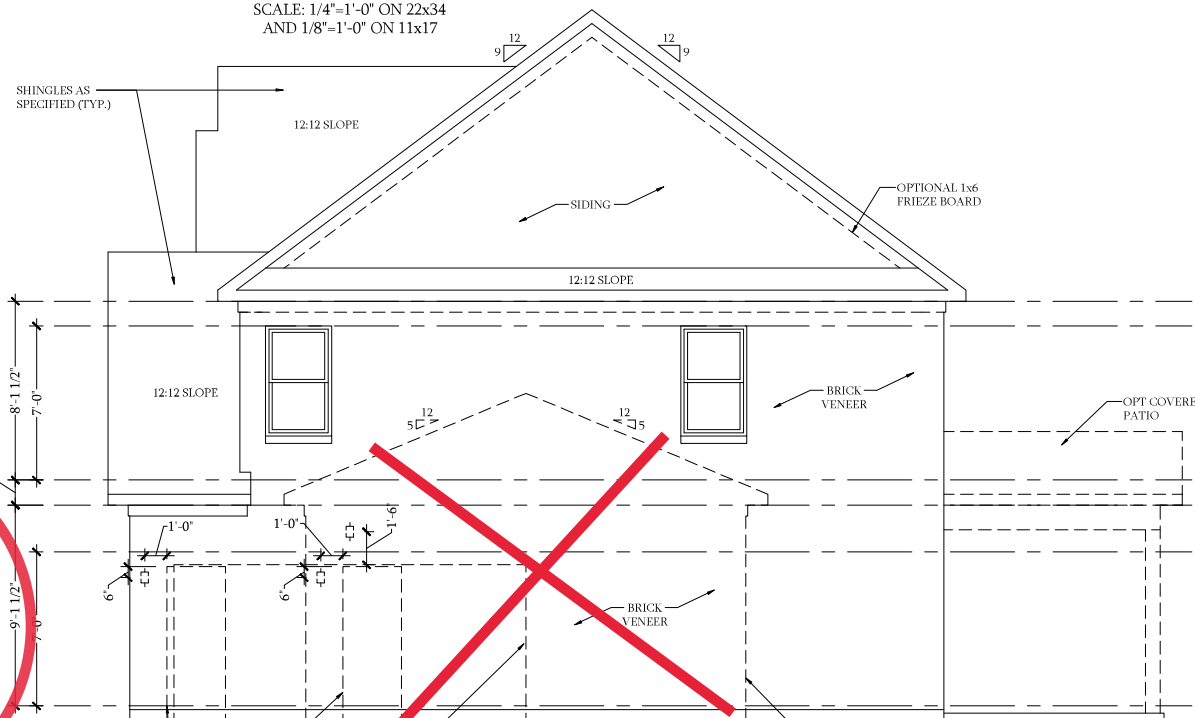 SCALE: 1/4"=1'-0" ON 22x34
AND 1/8"=1'-0" ON 11x17
12
9
12
9
SHINGLES AS
SPECIFIED (TYP.)
12:12 SLOPE
SIDING
OPTIONAL 1x6
FRIEZE BOARD
12:12 SLOPE
8'-1 1/2"
7'-0"
12:12 SLOPE
BRICK
VENEER
OPT COVERE
PATIO
12
5
12
5
1'-0"
1'-0"
1'-6"
6"
6"
9'-1 1/2"
7'-0"
BRICK
VENEER